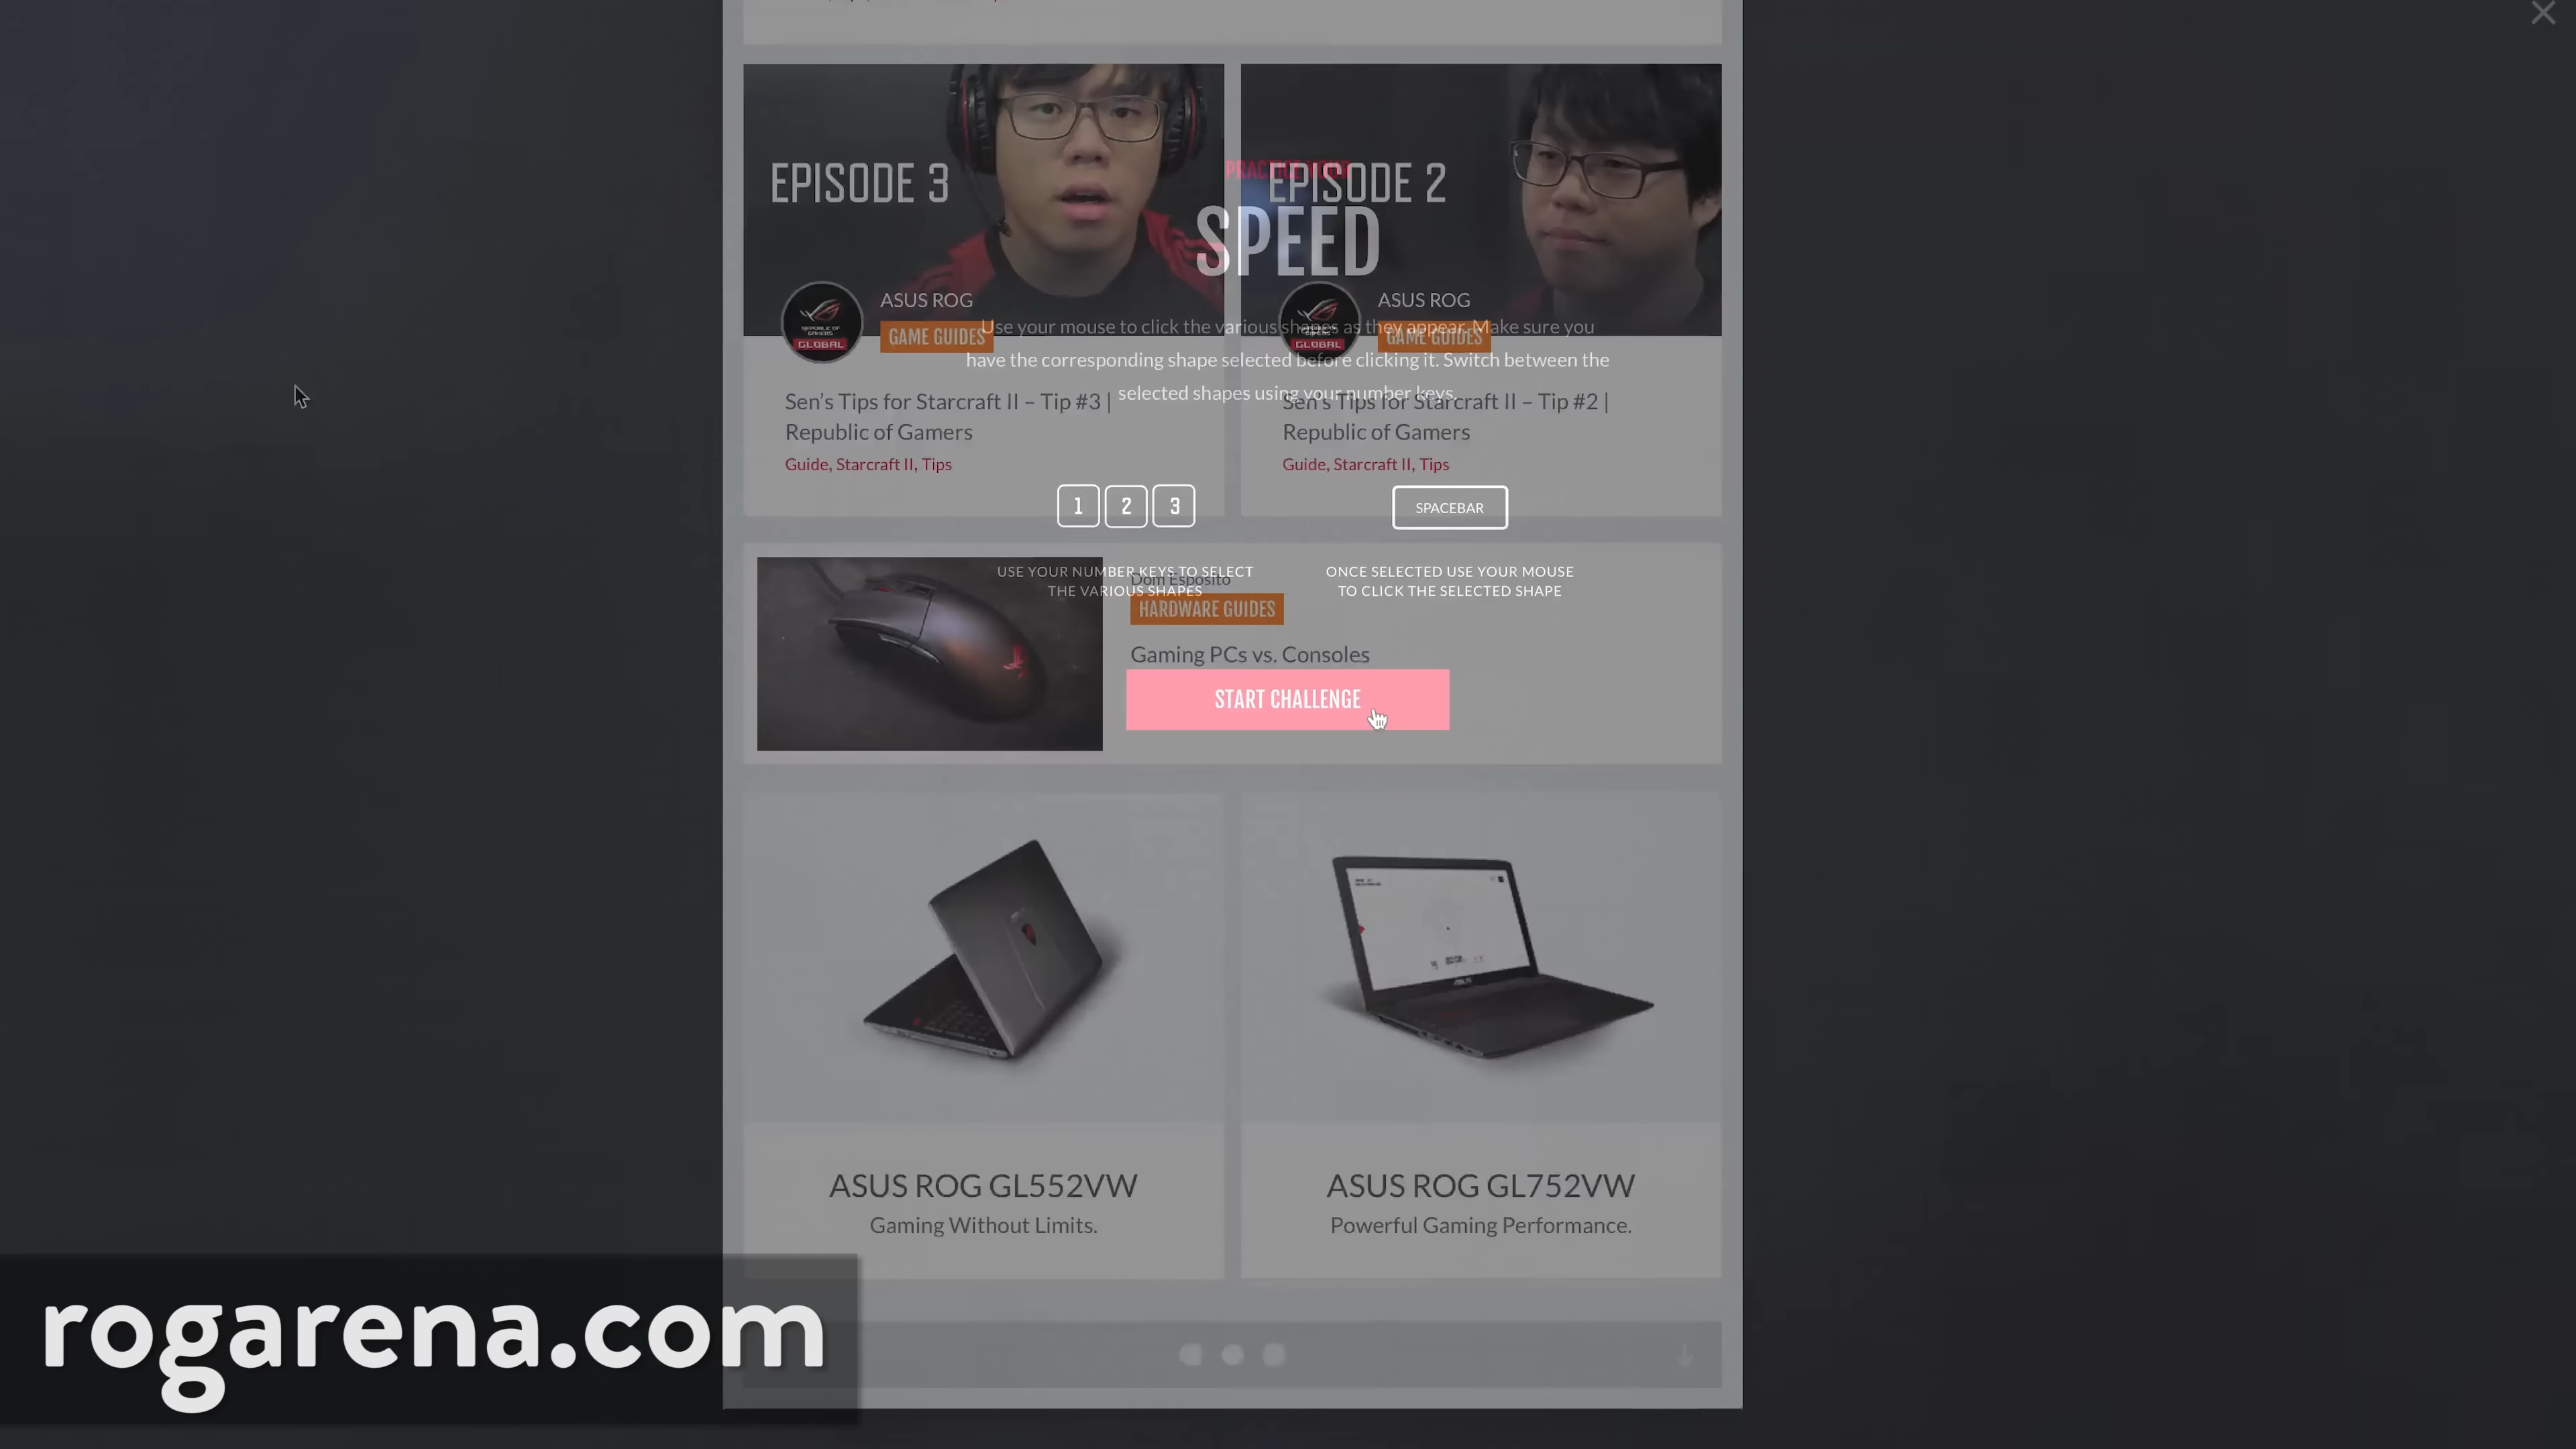 EPISODE 3
EPISODE 2
PRACTICE YOUR
SPEED
ASUS ROG
GAME GUIDES
REPUBLIC OF
GAMERS
GLOBAL
ASUS ROG
GAME GUIDES
GLOBAL
Use your mouse to click the various shapes as they appear. Make sure you
have the corresponding shape selected before clicking it. Switch between the
selected shapes using your number keys.
Sen's Tips for Starcraft II – Tip #3 |
Republic of Gamers
Guide, Starcraft II, Tips
Sen's Tips for Starcraft II – Tip #2 |
Republic of Gamers
Guide, Starcraft II, Tips
1 2 3
SPACEBAR
USE YOUR NUMBER KEYS TO SELECT
THE VARIOUS SHAPES
ONCE SELECTED USE YOUR MOUSE
TO CLICK THE SELECTED SHAPE
Dom Esposito
HARDWARE GUIDES
Gaming PCs vs. Consoles
START CHALLENGE
ASUS
ASUS ROG GL552VW
Gaming Without Limits.
ASUS ROG GL752VW
Powerful Gaming Performance.
rogarena.com